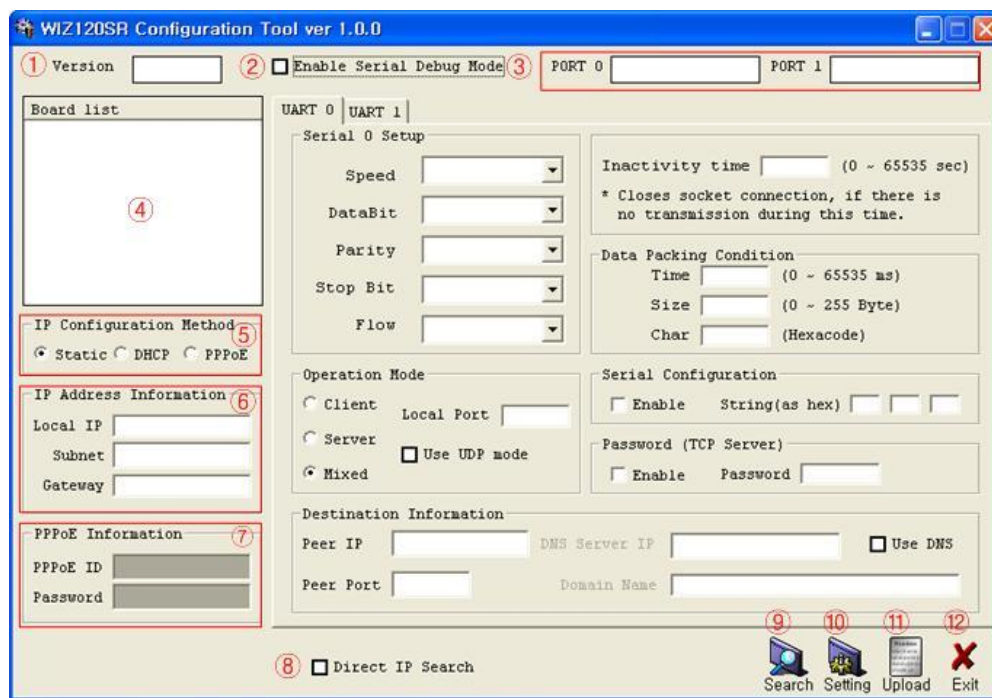 WIZ120SR Configuration Tool ver 1.0.0
① Version
② Enable Serial Debug Mode
③ PORT 0 PORT 1
Board list
④
IP Configuration Method ⑤
Static DHCP PPPoE
IP Address Information ⑥
Local IP
Subnet
Gateway
PPPoE Information ⑦
PPPoE ID
Password
UART 0 UART 1
Serial 0 Setup
Speed
DataBit
Parity
Stop Bit
Flow
Inactivity time (0 ~ 65535 sec)
* Closes socket connection, if there is
no transmission during this time.
Data Packing Condition
Time (0 ~ 65535 ms)
Size (0 ~ 255 Byte)
Char (Hexacode)
Operation Mode
Client
Server
Mixed
Local Port
Use UDP mode
Serial Configuration
Enable String(as hex)
Password (TCP Server)
Enable Password
Destination Information
Peer IP DNS Server IP Use DNS
Peer Port Domain Name
⑧ Direct IP Search
⑨ ⑩ ⑪ ⑫
Search Setting Upload Exit